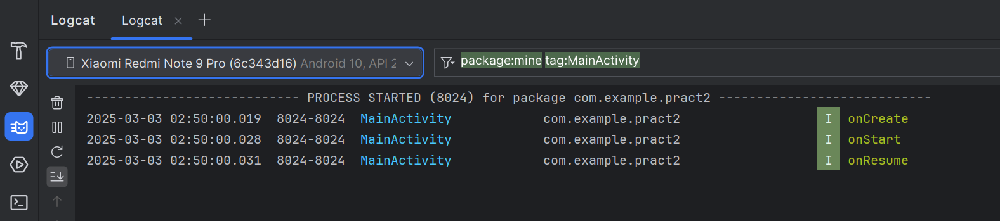 Logcat Logcat
Xiaomi Redmi Note 9 Pro (6c343d16) Android 10, API 2 package:mine tag:MainActivity
---------------------------- PROCESS STARTED (8024) for package com.example.pract2 ----------------------------
2025-03-03 02:50:00.019 8024-8024 MainActivity com.example.pract2 I onCreate
2025-03-03 02:50:00.028 8024-8024 MainActivity com.example.pract2 I onStart
2025-03-03 02:50:00.031 8024-8024 MainActivity com.example.pract2 I onResume